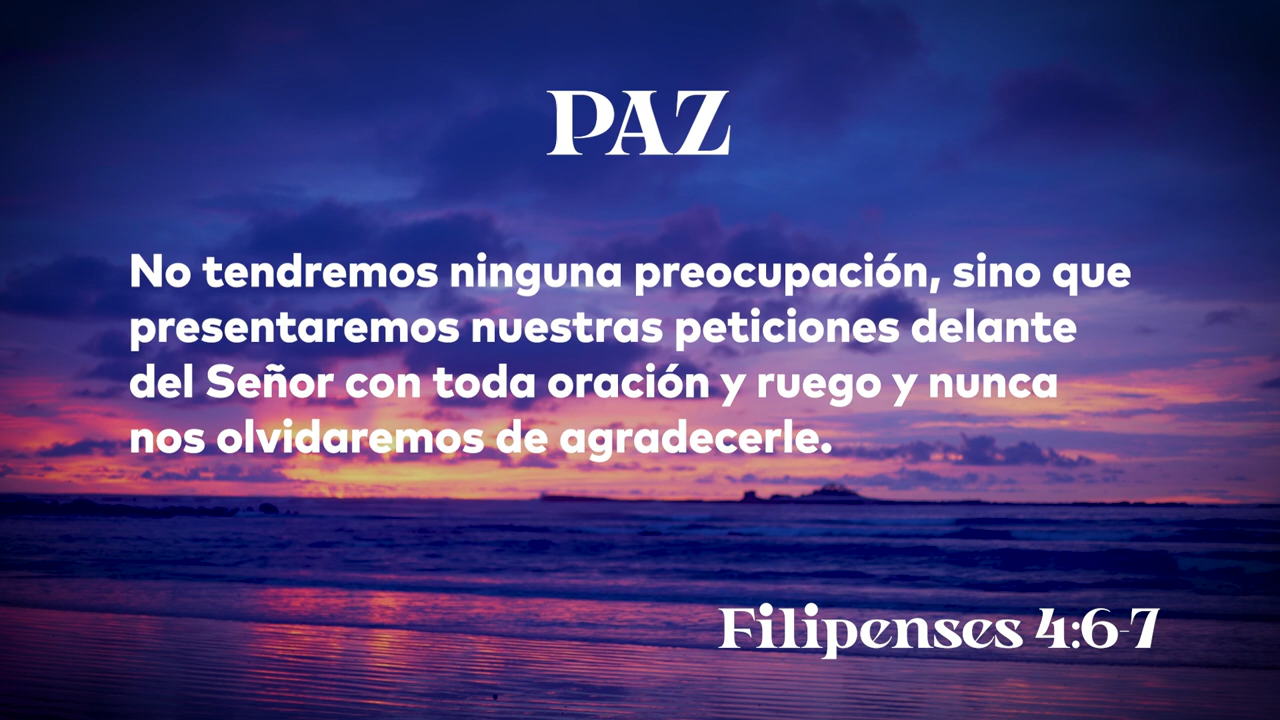 PAZ
No tendremos ninguna preocupación, sino que
presentaremos nuestras peticiones delante
del Señor con toda oración y ruego y nunca
nos olvidaremos de agradecerle.
Filipenses 4:6-7